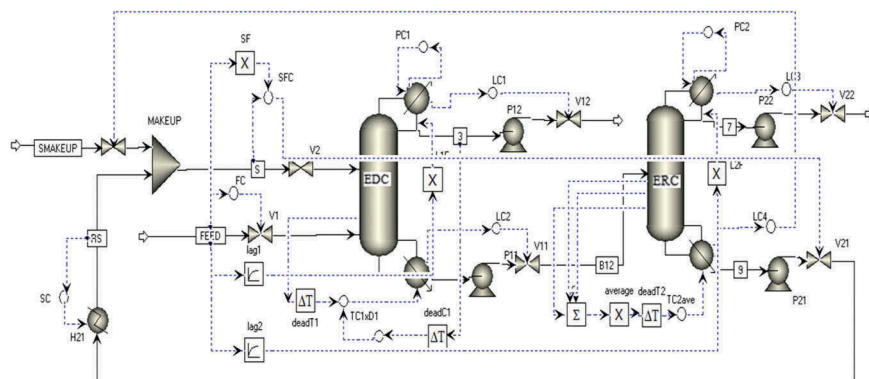 SF
X
SFC
PC1
LC1
P12
V12
PC2
LC3
P22
V22
MAKEUP
SMAKEUP
S
V2
3
7
EDC
ERC
X
X
L2F
FC
V1
FEED
lag1
RS
SC
H21
LC2
P11
V11
B12
LC4
9
V21
P21
ΔT
deadT1
TC1xD1
deadC1
ΔT
Σ
average
X
deadT2
ΔT
TC2ave
lag2